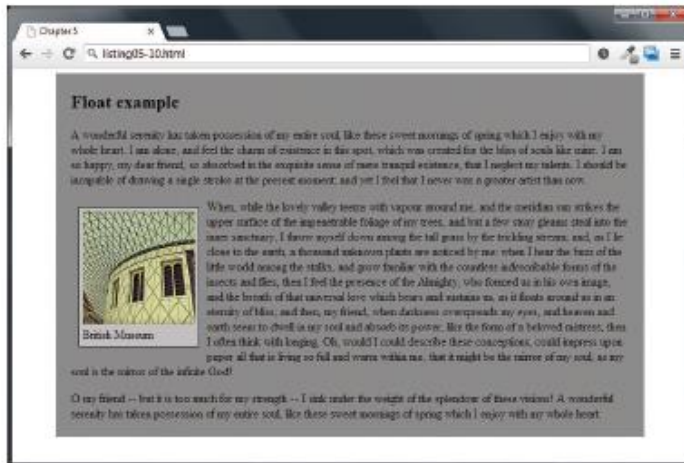 Chapter 5
listing05-10.html
Float example
A wonderful serenity has taken possession of my entire soul, like these sweet mornings of spring which I enjoy with my
whole heart. I am alone, and feel the charm of existence in this spot, which was created for the bliss of souls like mine. I am
so happy, my dear friend, so absorbed in the exquisite sense of mere tranquil existence, that I neglect my talents. I should be
incapable of drawing a single stroke at the present moment; and yet I feel that I never was a greater artist than now.
When, while the lovely valley teems with vapour around me, and the meridian sun strikes the
upper surface of the impenetrable foliage of my trees, and but a few stray gleams steal into the
inner sanctuary, I throw myself down among the tall grass by the trickling stream; and, as I lie
close to the earth, a thousand unknown plants are noticed by me: when I hear the buzz of the
little world among the stalks, and grow familiar with the countless indescribable forms of the
insects and flies, then I feel the presence of the Almighty, who formed us in his own image,
and the breath of that universal love which bears and sustains us, as it floats around us in an
eternity of bliss; and then, my friend, when darkness overspreads my eyes, and heaven and
earth seem to dwell in my soul and absorb its power, like the form of a beloved mistress, then
I often think with longing, Oh, would I could describe these conceptions, could impress upon
paper all that is living so full and warm within me, that it might be the mirror of my soul, as my
soul is the mirror of the infinite God!
British Museum
O my friend -- but it is too much for my strength -- I sink under the weight of the splendour of these visions! A wonderful
serenity has taken possession of my entire soul, like these sweet mornings of spring which I enjoy with my whole heart.